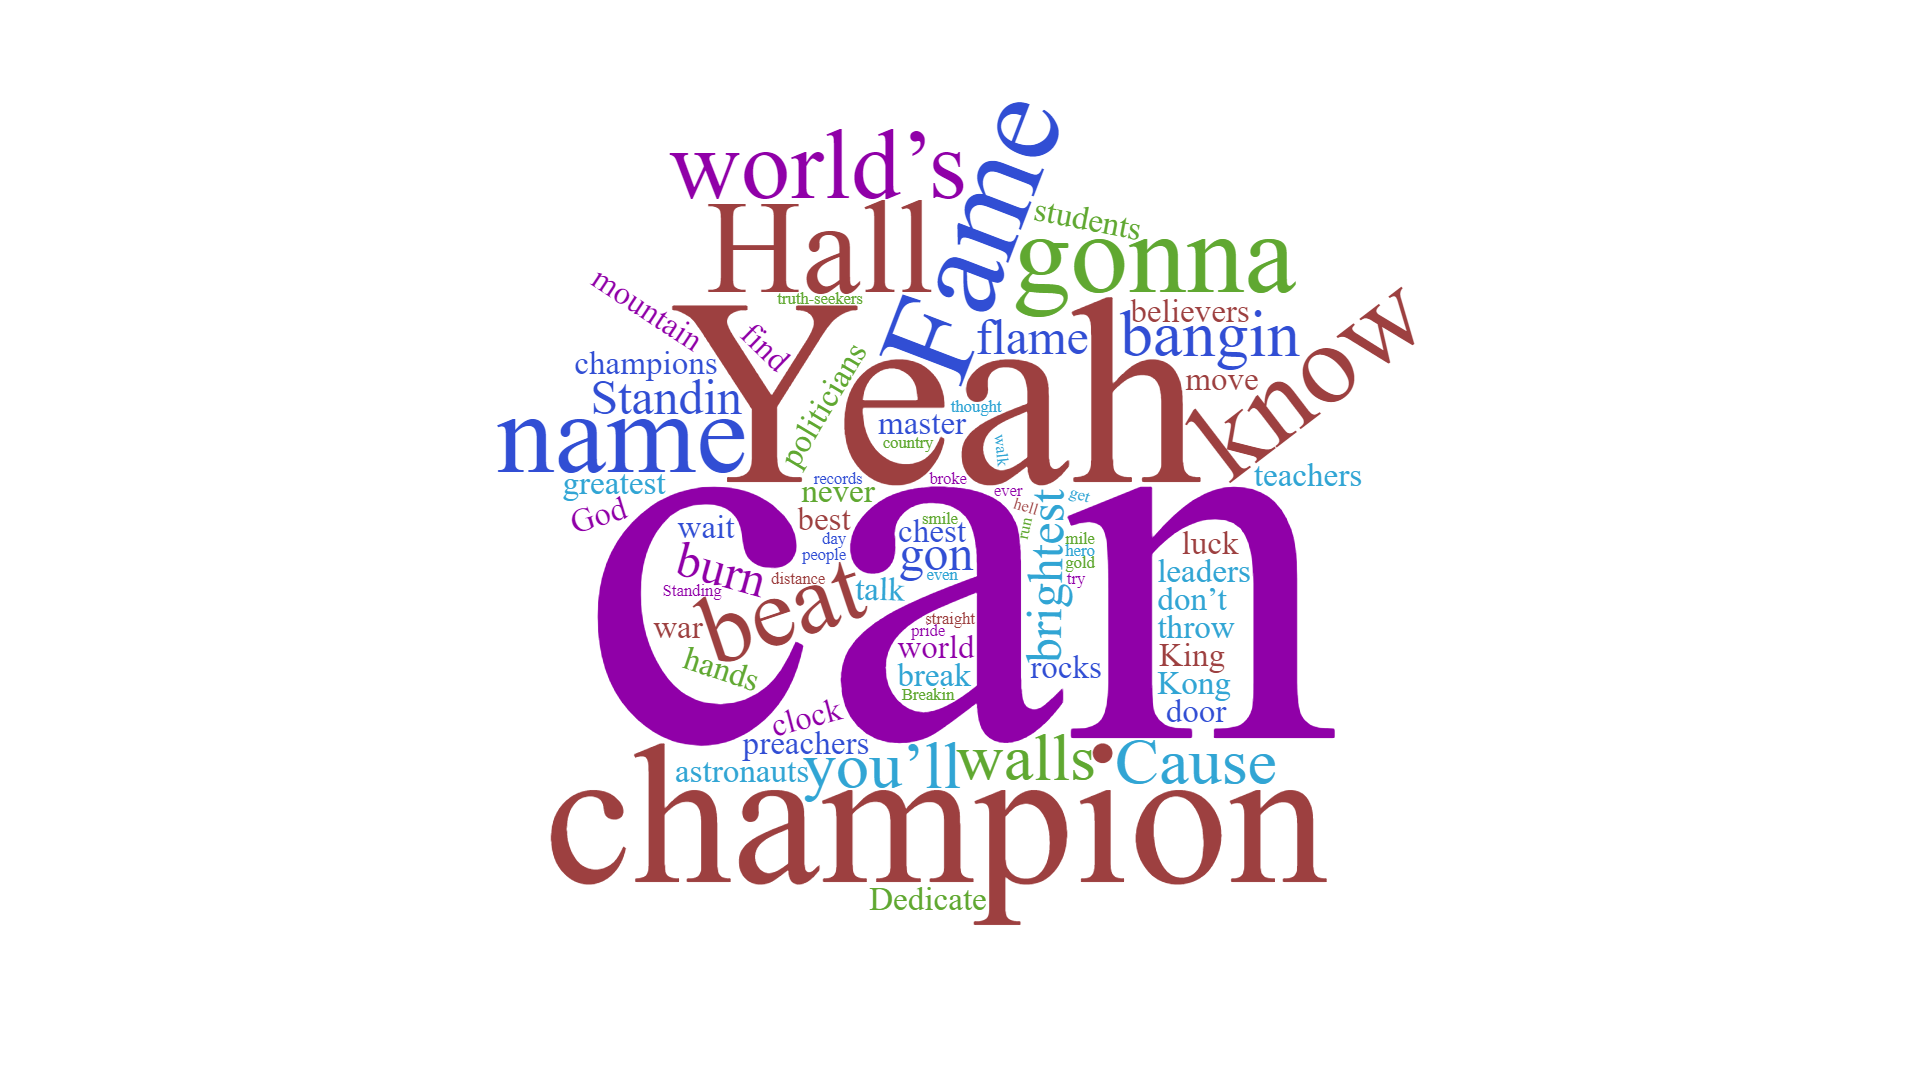 world’s
Fame
students
Hall
gonna
mountain
truth-seekers
believers
know
find
flame
bangin
champions
politicians
Yeah
move
Standin
thought
name
master
country
walk
teachers
greatest
records
broke
never
ever
get
God
wait
best
smile
chest
hell
run
brightest
day
mile
luck
people
gon
hero
burn
distance
even
gold
leaders
Standing
talk
try
don’t
beat
can
straight
throw
war
pride
world
King
hands
break
rocks
Kong
Breakin
door
clock
preachers
astronauts
you’ll
walls
Cause
champion
Dedicate